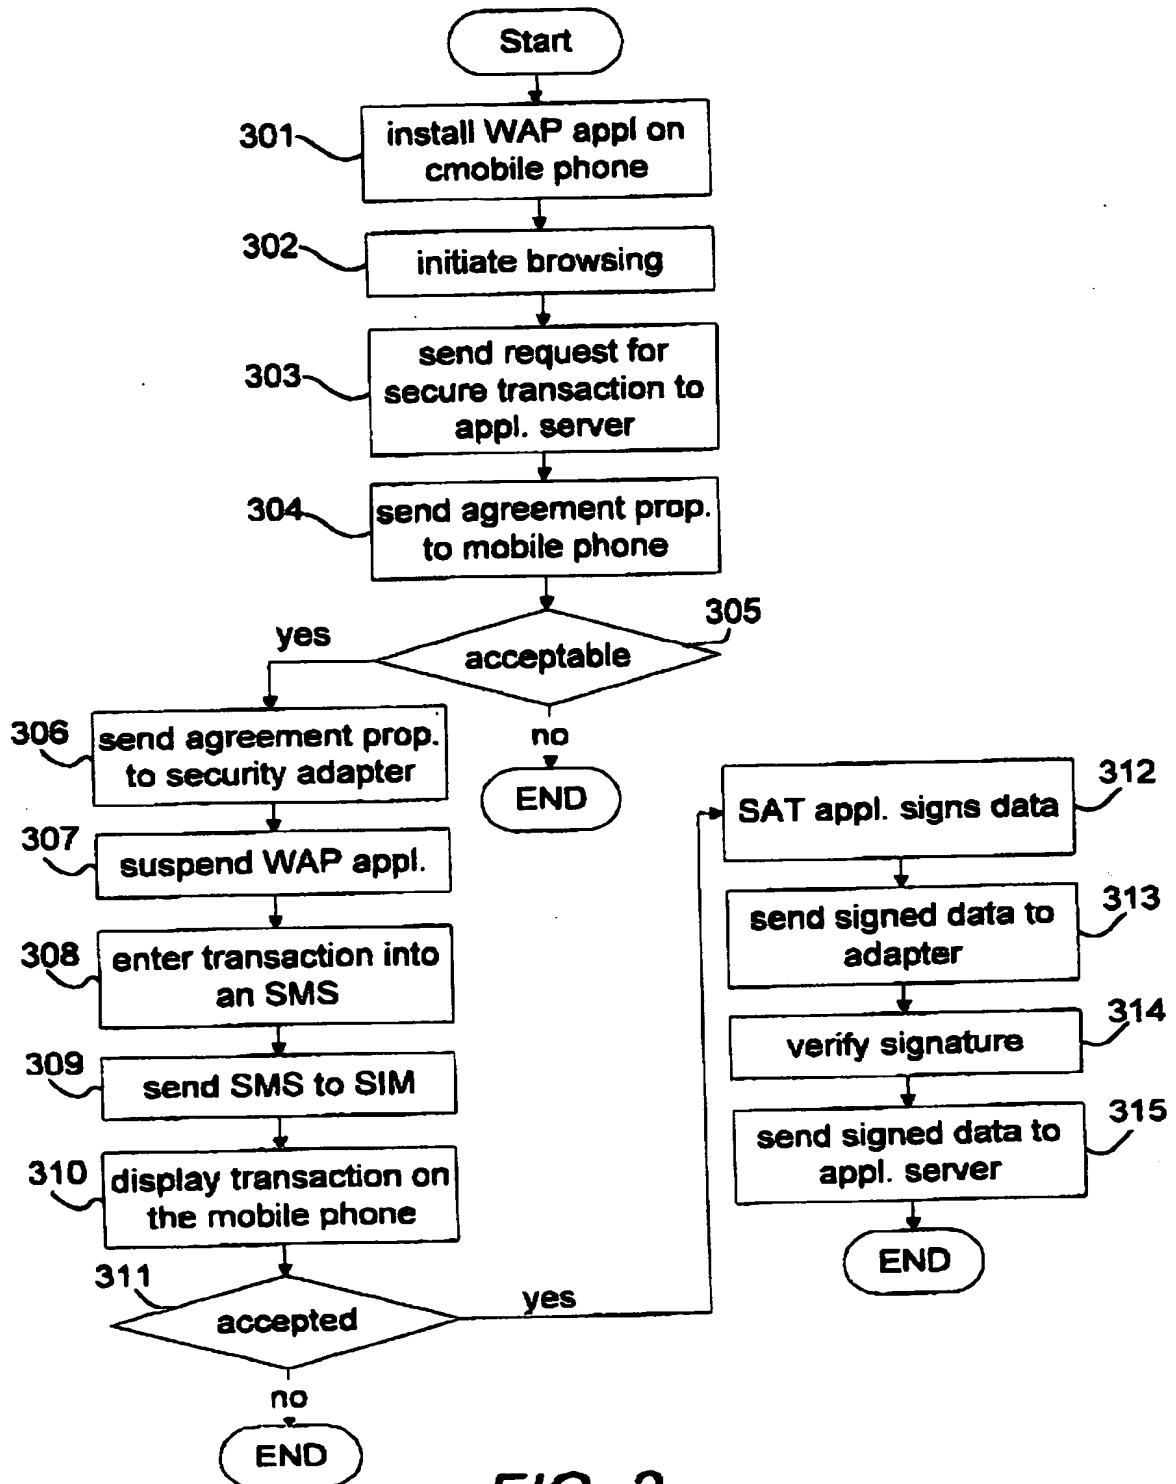 Start
301
install WAP appl on
cmobile phone
302
initiate browsing
303
send request for
secure transaction to
appl. server
304
send agreement prop.
to mobile phone
305
acceptable
yes
no
END
306
send agreement prop.
to security adapter
307
suspend WAP appl.
308
enter transaction into
an SMS
309
send SMS to SIM
310
display transaction on
the mobile phone
311
accepted
yes
no
END
312
SAT appl. signs data
313
send signed data to
adapter
314
verify signature
315
send signed data to
appl. server
END